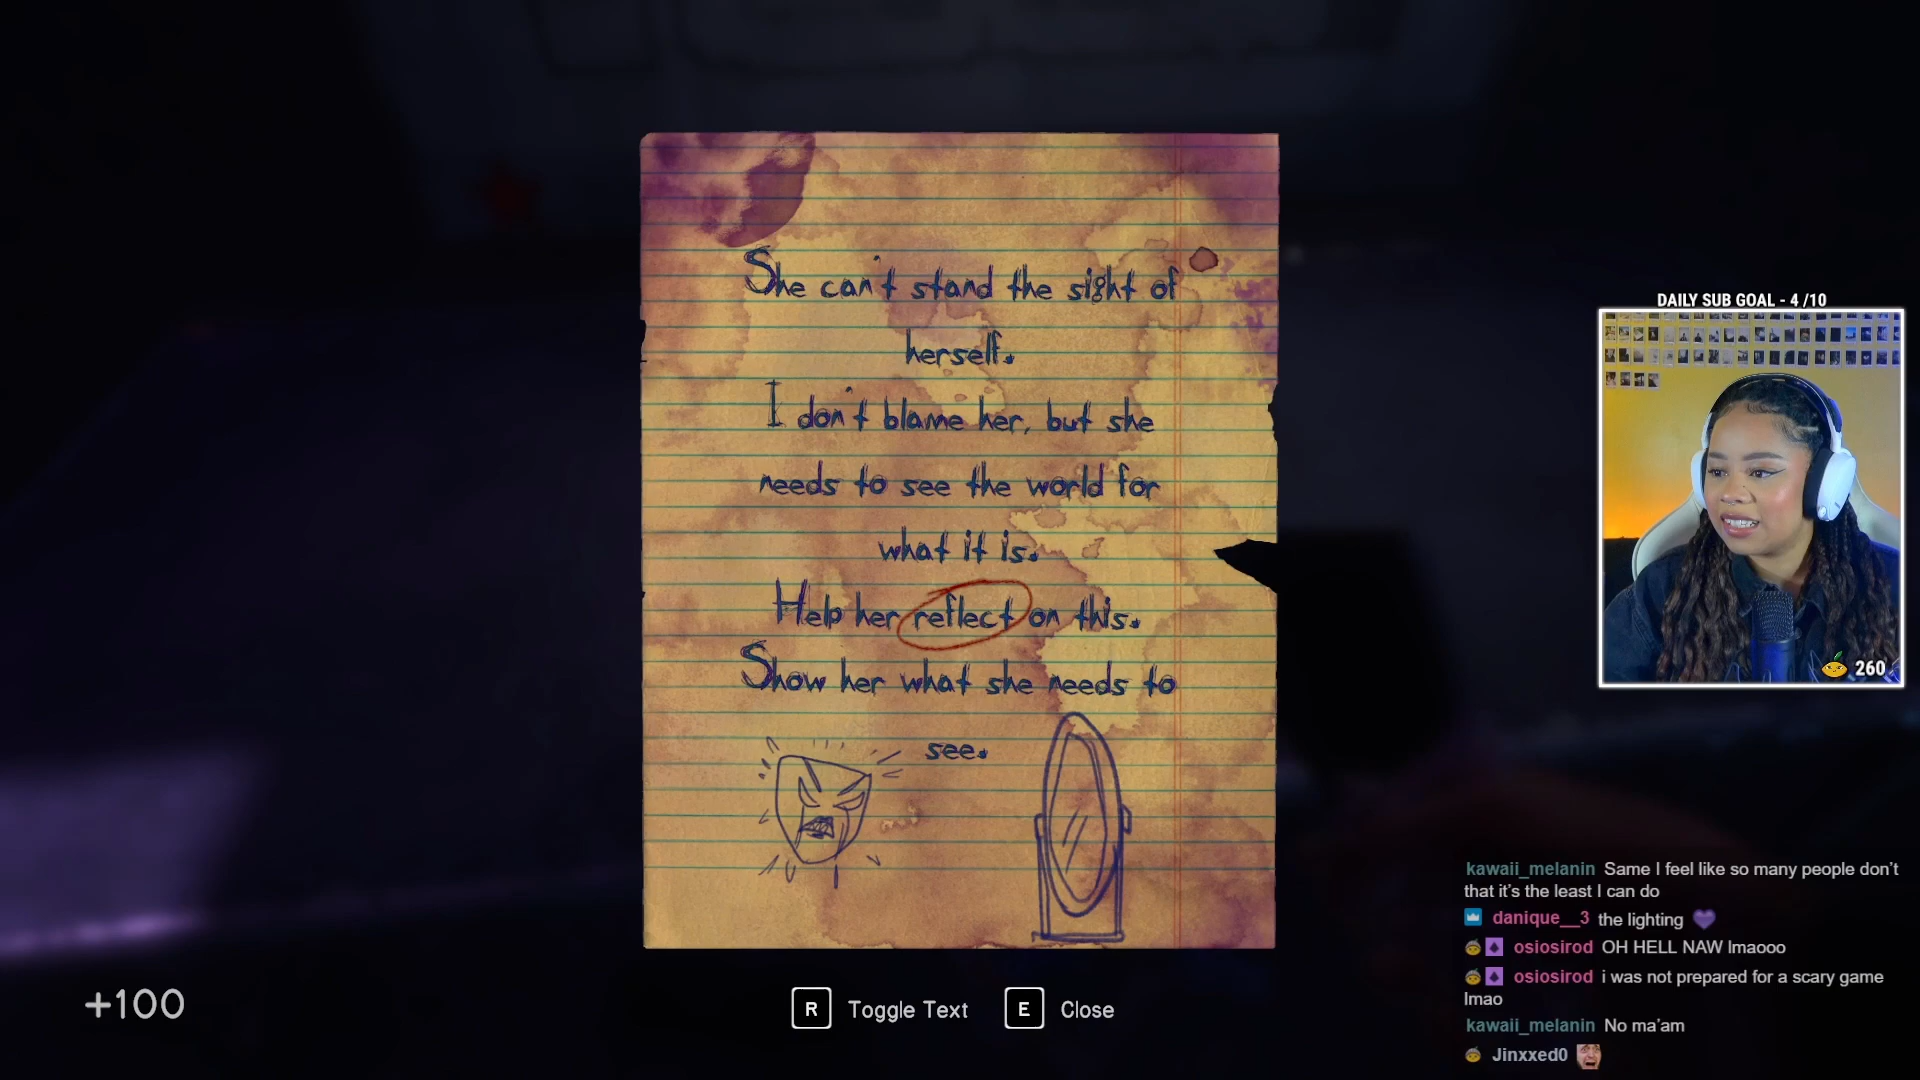 She can't stand the sight of
herself.
I don't blame her, but she
needs to see the world for
what it is.
Help her reflect on this.
Show her what she needs to
see.
DAILY SUB GOAL - 4 /10
260
kawaii_melanin Same I feel like so many people don't
that it's the least I can do
danique__3 the lighting
osiosirod OH HELL NAW lmaooo
osiosirod i was not prepared for a scary game
lmao
kawaii_melanin No ma'am
Jinxxed0
+100
R Toggle Text E Close